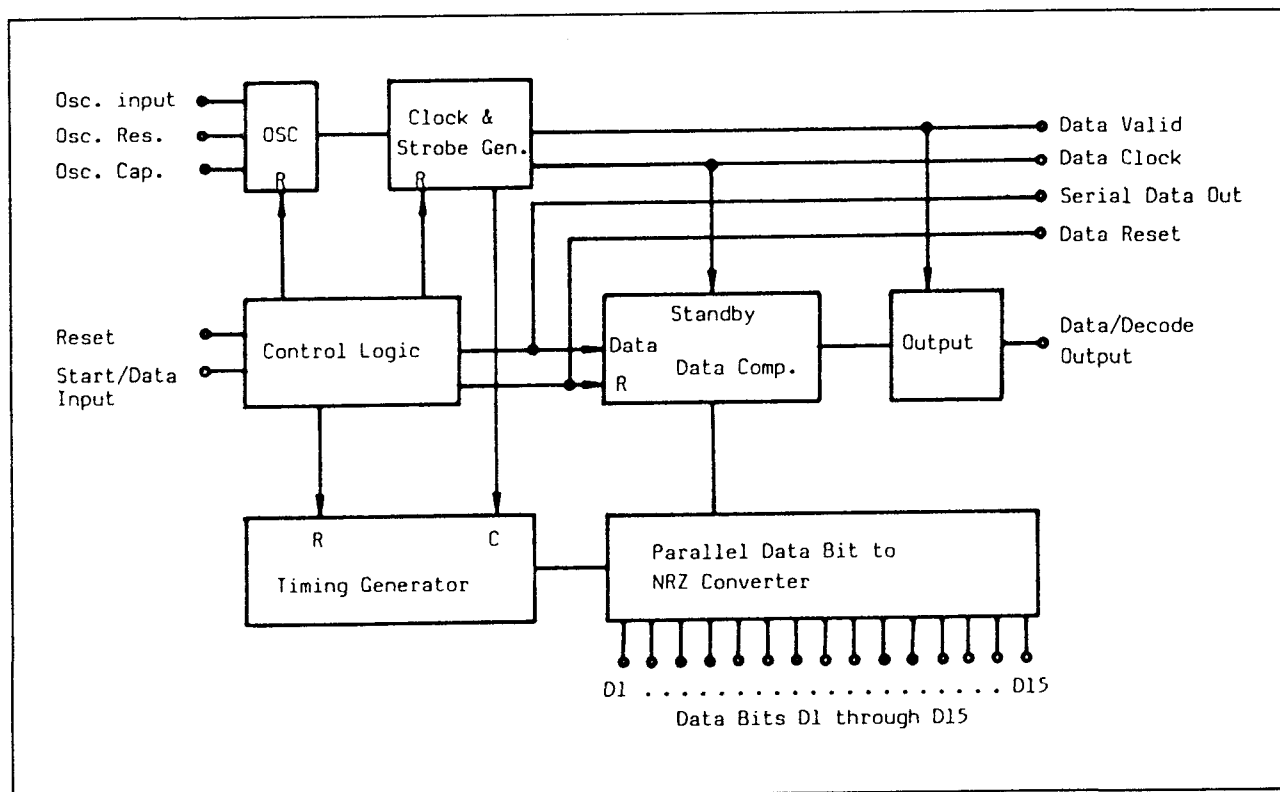 Osc. input
Osc. Res.
Osc. Cap.
OSC
R
Clock &
Strobe Gen.
R
Data Valid
Data Clock
Serial Data Out
Data Reset
Reset
Start/Data
Input
Control Logic
Standby
Data
Data Comp.
R
Output
Data/Decode
Output
R
C
Timing Generator
Parallel Data Bit to
NRZ Converter
D1 . . . . . . . . . . . . . . . . . . . D15
Data Bits D1 through D15